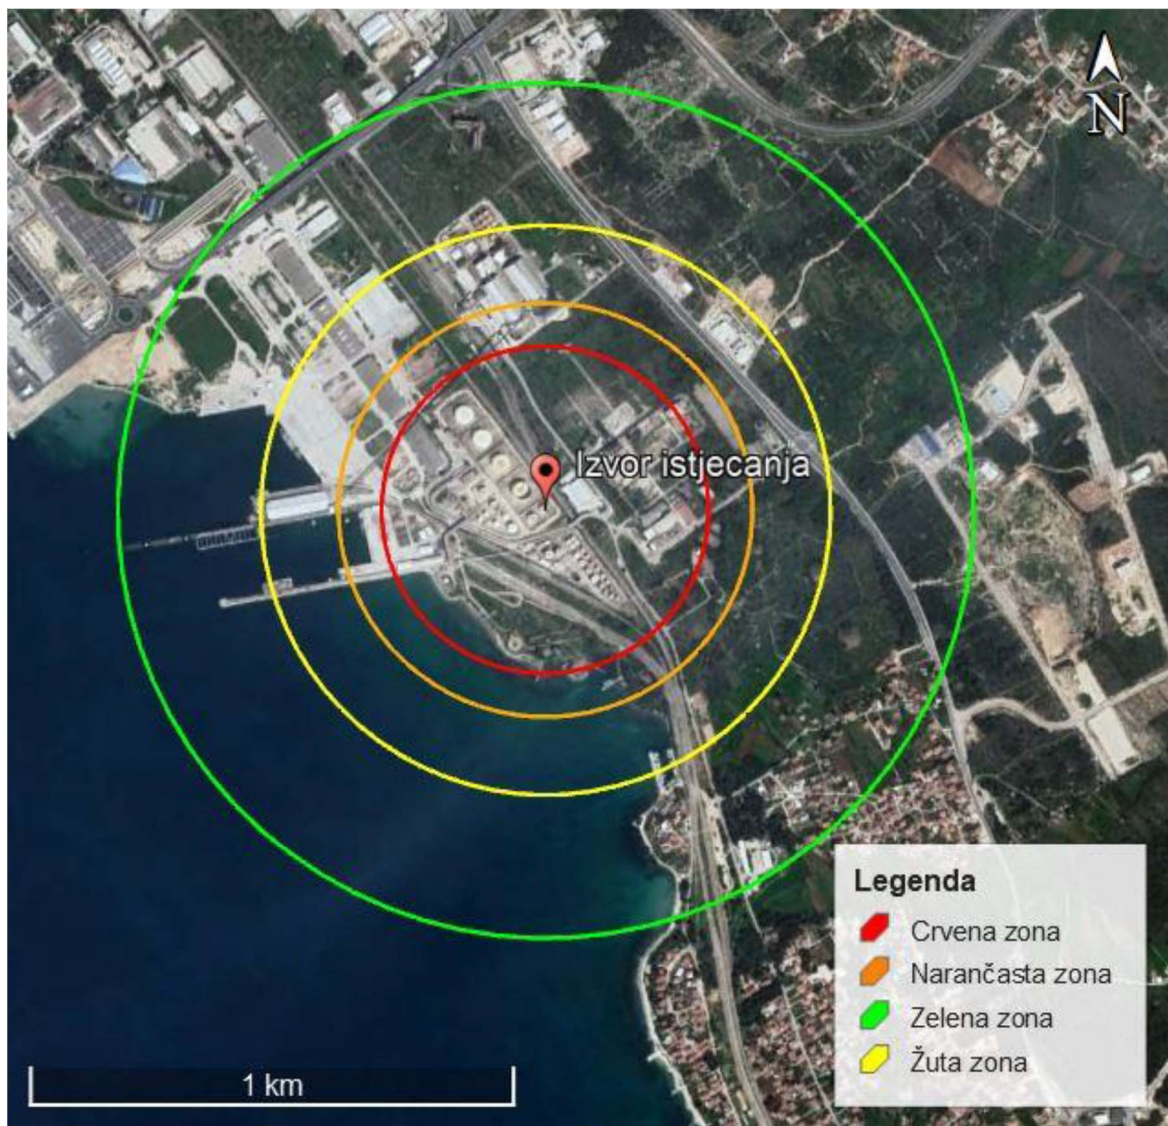 N
Izvor istjecanja
Legenda
Crvena zona
Narančasta zona
Zelena zona
Žuta zona
1 km